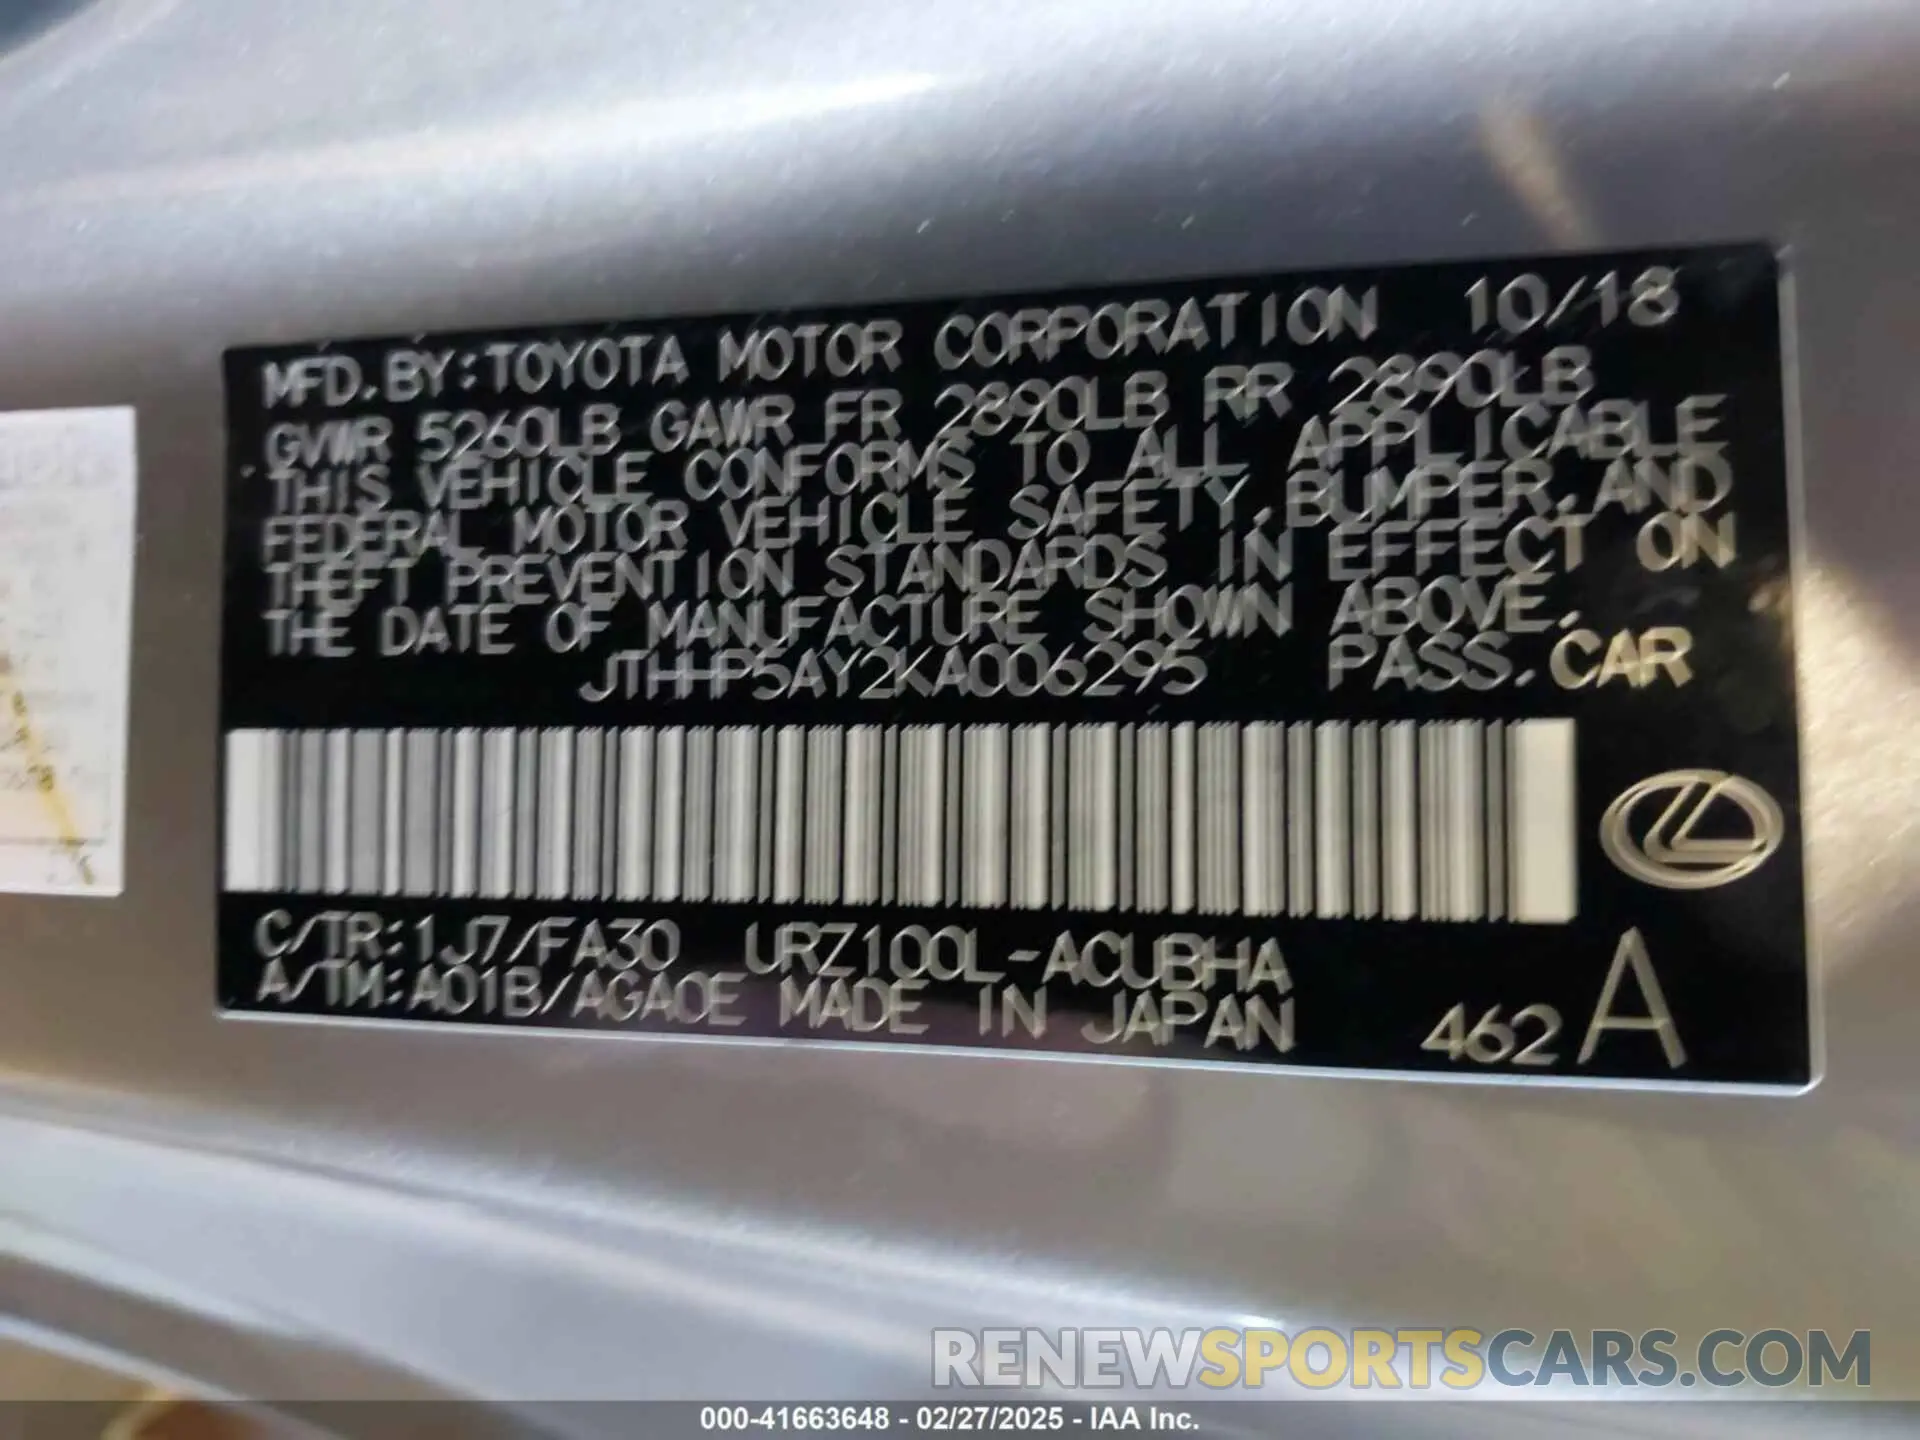 MFD.BY:TOYOTA MOTOR CORPORATION 10/18
GVWR 5260LB GAWR FR 2890LB RR 2890LB
THIS VEHICLE CONFORMS TO ALL APPLICABLE
FEDERAL MOTOR VEHICLE SAFETY,BUMPER,AND
THEFT PREVENTION STANDARDS IN EFFECT ON
THE DATE OF MANUFACTURE SHOWN ABOVE.
JTHHP5AY2KA006295 PASS.CAR
C/TR:1J7/FA30 URZ100L-ACUBHA
A/TM:A01B/AGA0E MADE IN JAPAN
462 A
RENEWSPORTSCARS.COM
000-41663648 - 02/27/2025 - IAA Inc.